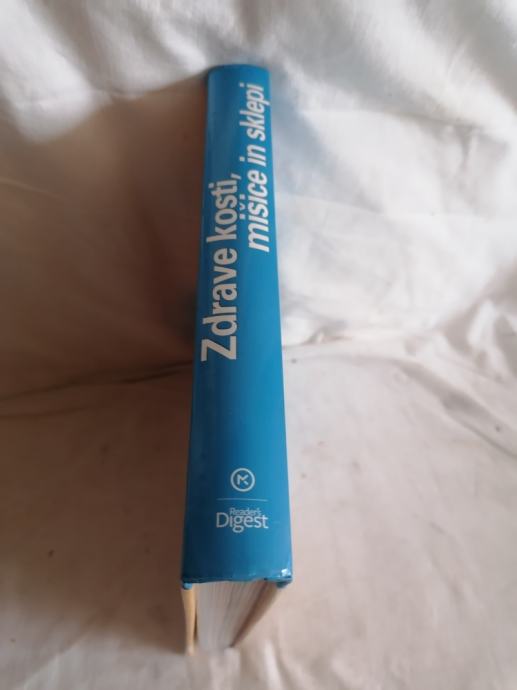 Zdrave kosti,
mišice in sklepi
Reader's
Digest